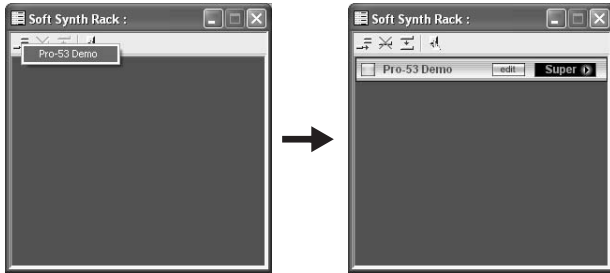 Soft Synth Rack :
Pro-53 Demo
Soft Synth Rack :
Pro-53 Demo edit Super